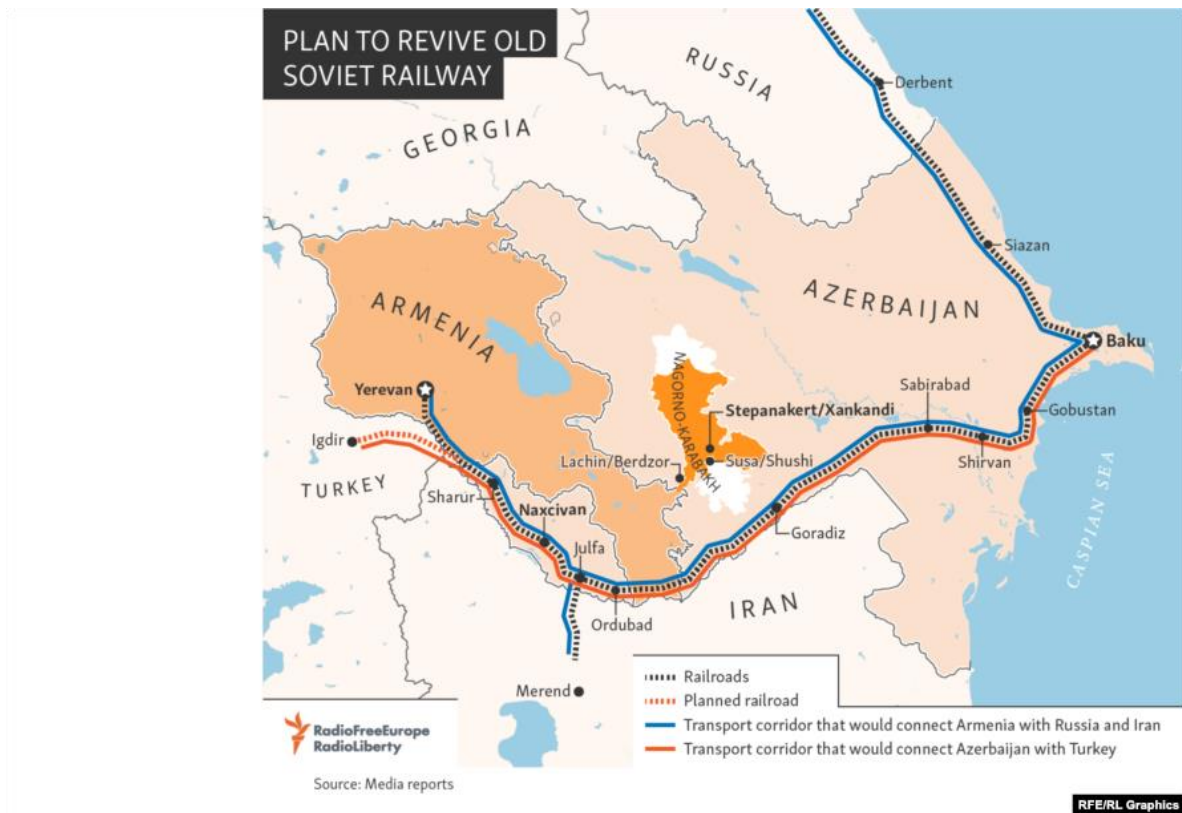 PLAN TO REVIVE OLD
SOVIET RAILWAY
RUSSIA
Derbent
GEORGIA
Siazan
AZERBAIJAN
ARMENIA
Baku
NAGORNO-KARABAKH
Yerevan
Sabirabad
Stepanakert/Xankandi
Gobustan
Igdir
Lachin/Berdzor
Susa/Shushi
Shirvan
TURKEY
Sharur
Naxcivan
Goradiz
CASPIAN SEA
Julfa
IRAN
Ordubad
Merend
Railroads
Planned railroad
Transport corridor that would connect Armenia with Russia and Iran
Transport corridor that would connect Azerbaijan with Turkey
RadioFreeEurope
RadioLiberty
Source: Media reports
RFE/RL Graphics